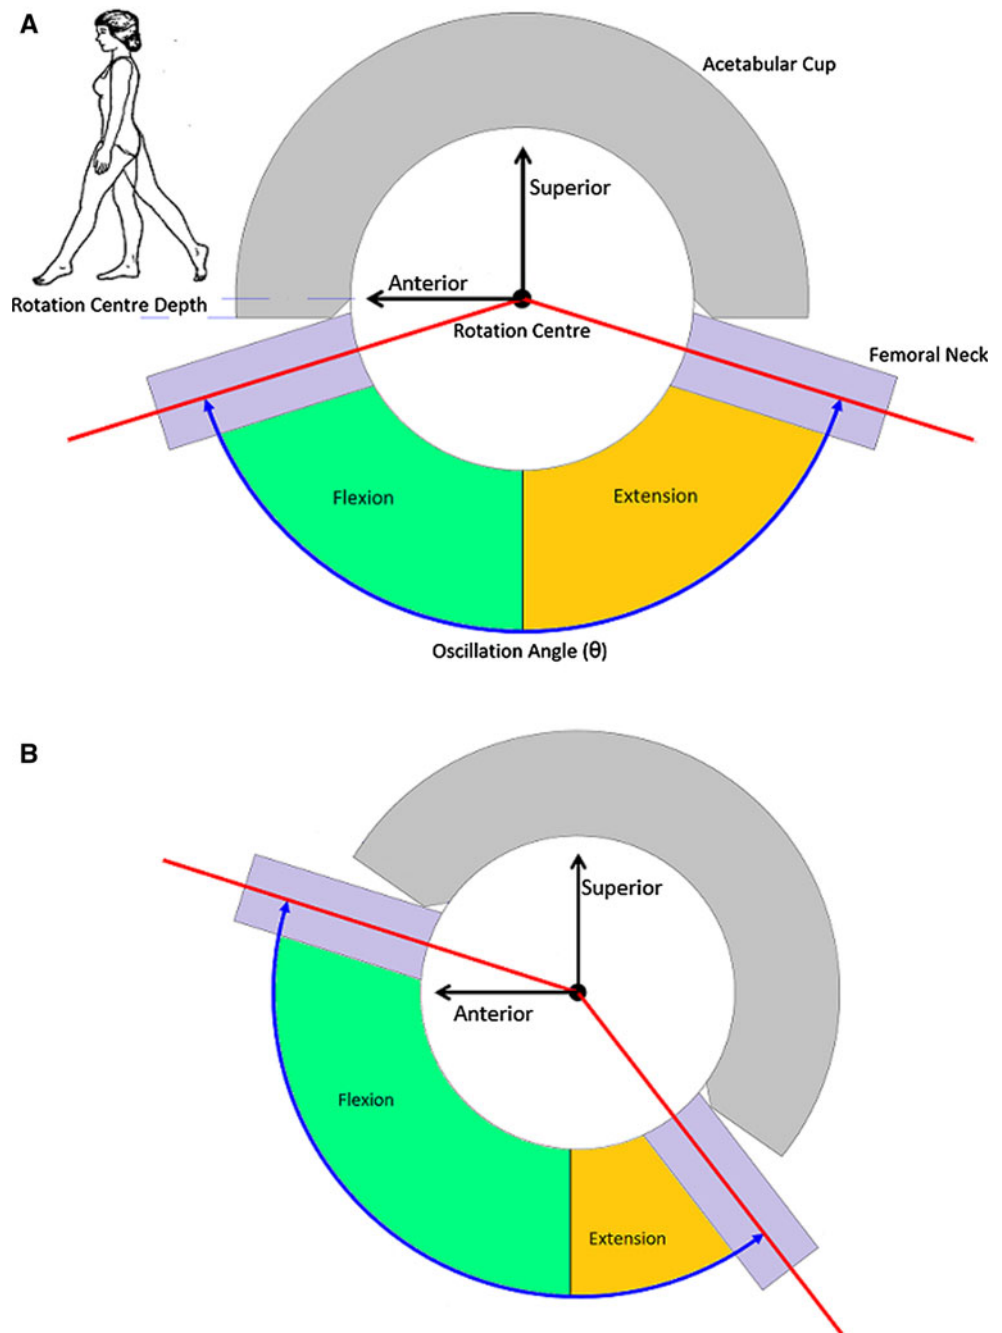 A
Acetabular Cup
Superior
Anterior
Rotation Centre Depth
Rotation Centre
Femoral Neck
Flexion
Extension
Oscillation Angle (θ)
B
Superior
Anterior
Flexion
Extension